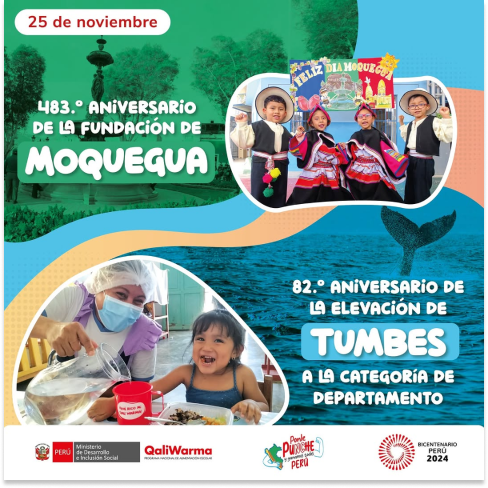 25 de noviembre
483.° ANIVERSARIO
DE LA FUNDACIÓN DE
MOQUEGUA
FELIZ DIA MOQUEGUA
82.° ANIVERSARIO DE
LA ELEVACIÓN DE
TUMBES
A LA CATEGORÍA DE
DEPARTAMENTO
PERÚ
Ministerio
de Desarrollo
e Inclusión Social
QaliWarma
PROGRAMA NACIONAL DE ALIMENTACIÓN ESCOLAR
Ponle
PUNCHE
PERÚ
BICENTENARIO
PERÚ
2024